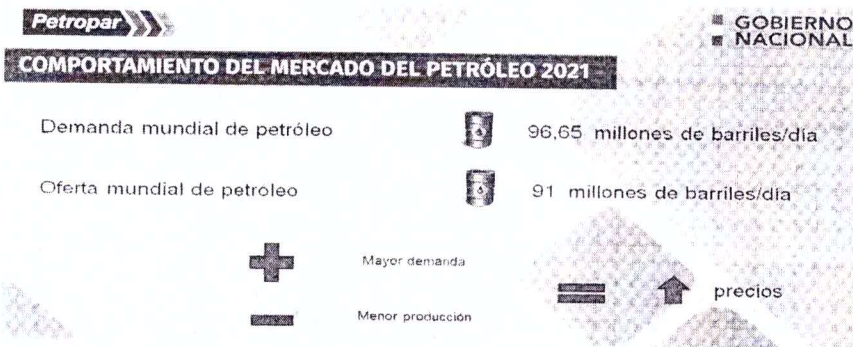 Petropar
GOBIERNO
NACIONAL
COMPORTAMIENTO DEL MERCADO DEL PETRÓLEO 2021
Demanda mundial de petróleo 96,65 millones de barriles/día
Oferta mundial de petroleo 91 millones de barriles/día
Mayor demanda
precios
Menor producción